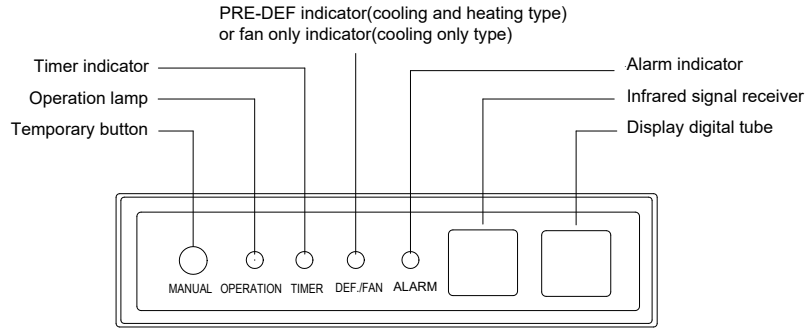 PRE-DEF indicator(cooling and heating type)
or fan only indicator(cooling only type)
Timer indicator
Alarm indicator
Operation lamp
Infrared signal receiver
Temporary button
Display digital tube
MANUAL OPERATION TIMER DEF./FAN ALARM